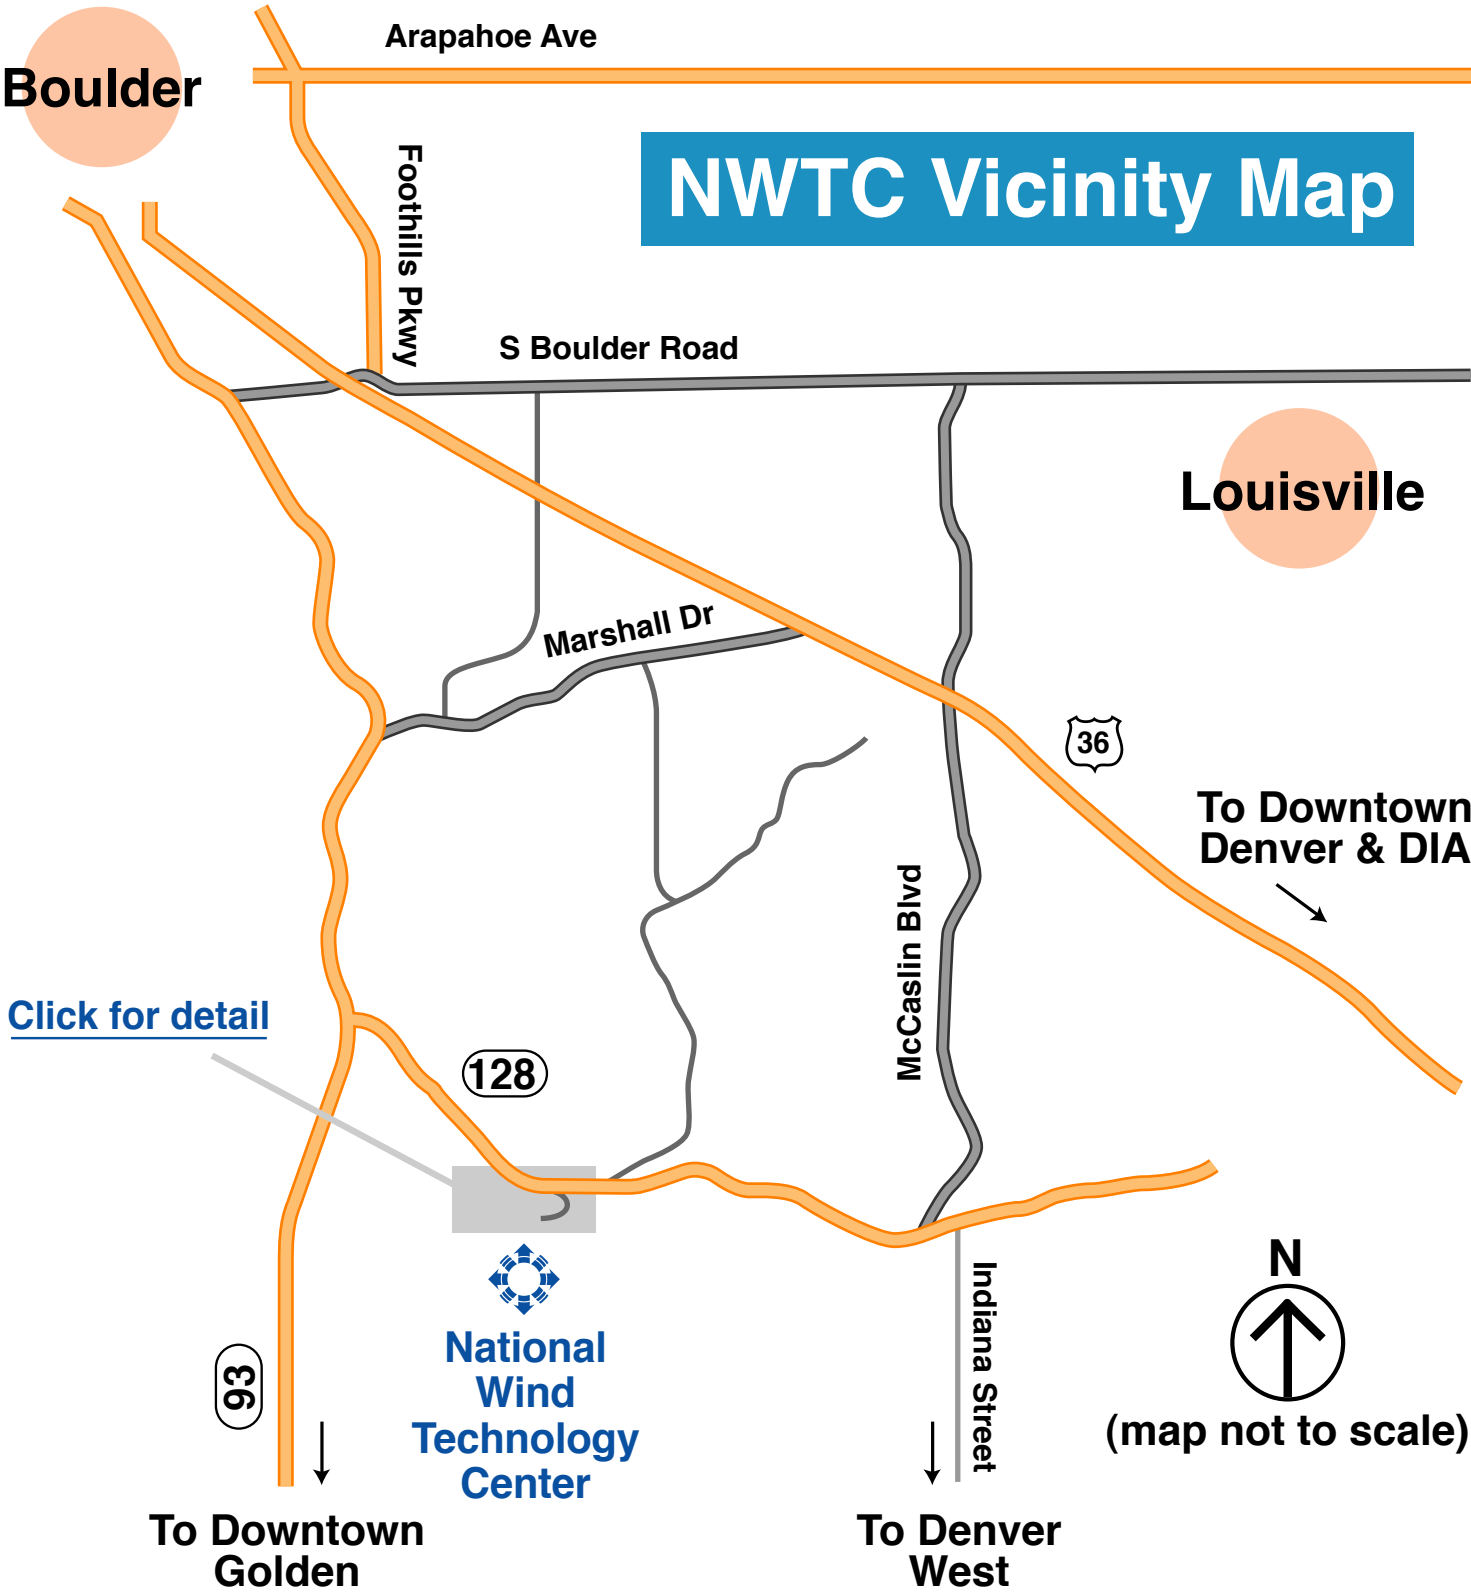 Arapahoe Ave
Boulder
NWTC Vicinity Map
Foothills Pkwy
S Boulder Road
Louisville
Marshall Dr
36
To Downtown
Denver & DIA
McCaslin Blvd
Click for detail
128
N
Indiana Street
National
Wind
Technology
Center
93
(map not to scale)
To Downtown
Golden
To Denver
West